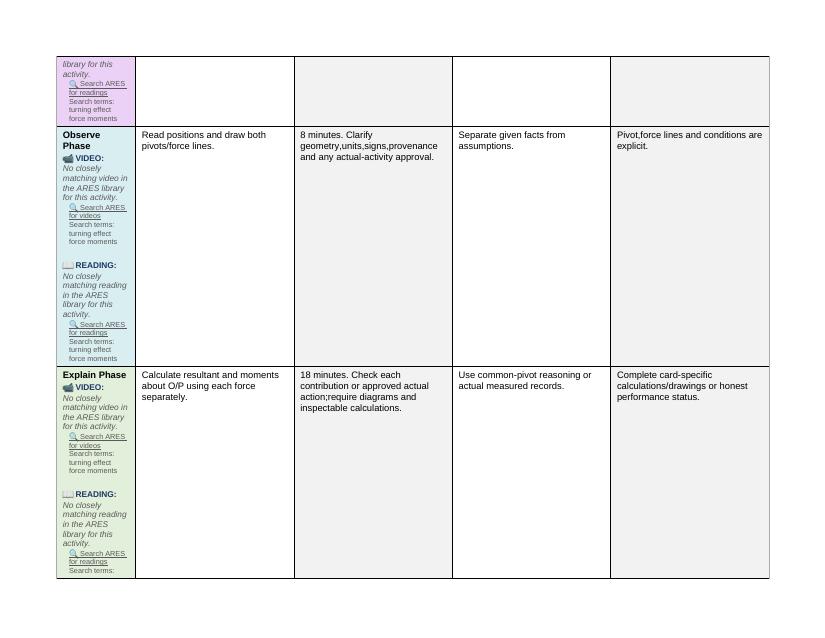 library for this
activity.
🔍 Search ARES
for readings
Search terms:
turning effect
force moments
Observe
Phase
📹 VIDEO:
No closely
matching video in
the ARES library
for this activity.
🔍 Search ARES
for videos
Search terms:
turning effect
force moments
📖 READING:
No closely
matching reading
in the ARES
library for this
activity.
🔍 Search ARES
for readings
Search terms:
turning effect
force moments
Read positions and draw both
pivots/force lines.
8 minutes. Clarify
geometry,units,signs,provenance
and any actual-activity approval.
Separate given facts from
assumptions.
Pivot,force lines and conditions are
explicit.
Explain Phase
📹 VIDEO:
No closely
matching video in
the ARES library
for this activity.
🔍 Search ARES
for videos
Search terms:
turning effect
force moments
📖 READING:
No closely
matching reading
in the ARES
library for this
activity.
🔍 Search ARES
for readings
Search terms:
Calculate resultant and moments
about O/P using each force
separately.
18 minutes. Check each
contribution or approved actual
action;require diagrams and
inspectable calculations.
Use common-pivot reasoning or
actual measured records.
Complete card-specific
calculations/drawings or honest
performance status.